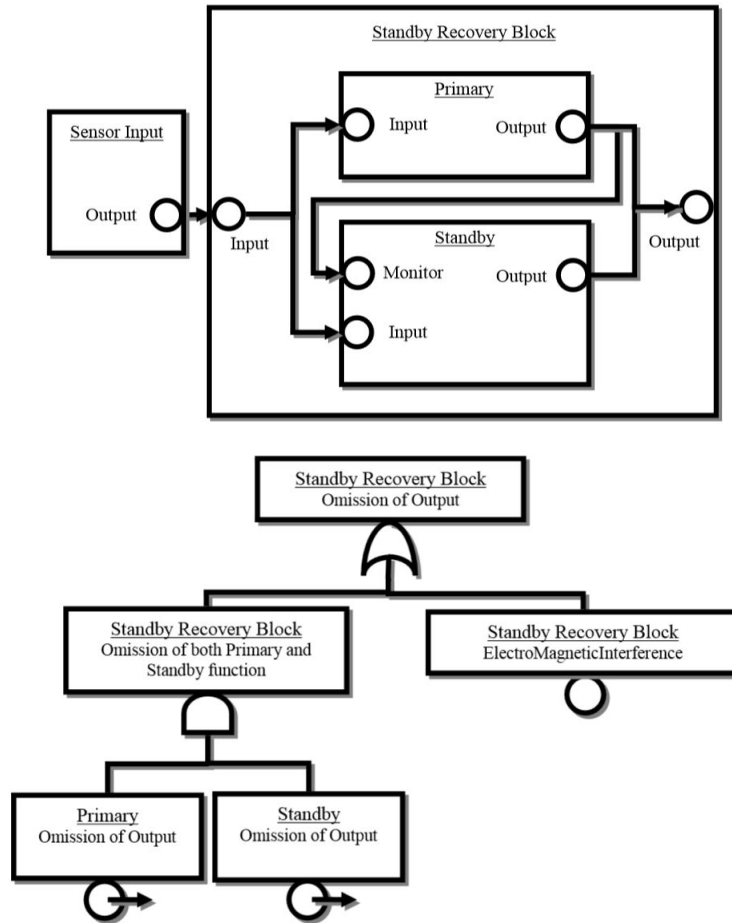 Standby Recovery Block
Primary
Input
Output
Sensor Input
Output
Input
Standby
Monitor
Output
Input
Output
Standby Recovery Block
Omission of Output
Standby Recovery Block
Omission of both Primary and
Standby function
Standby Recovery Block
ElectroMagneticInterference
Primary
Omission of Output
Standby
Omission of Output